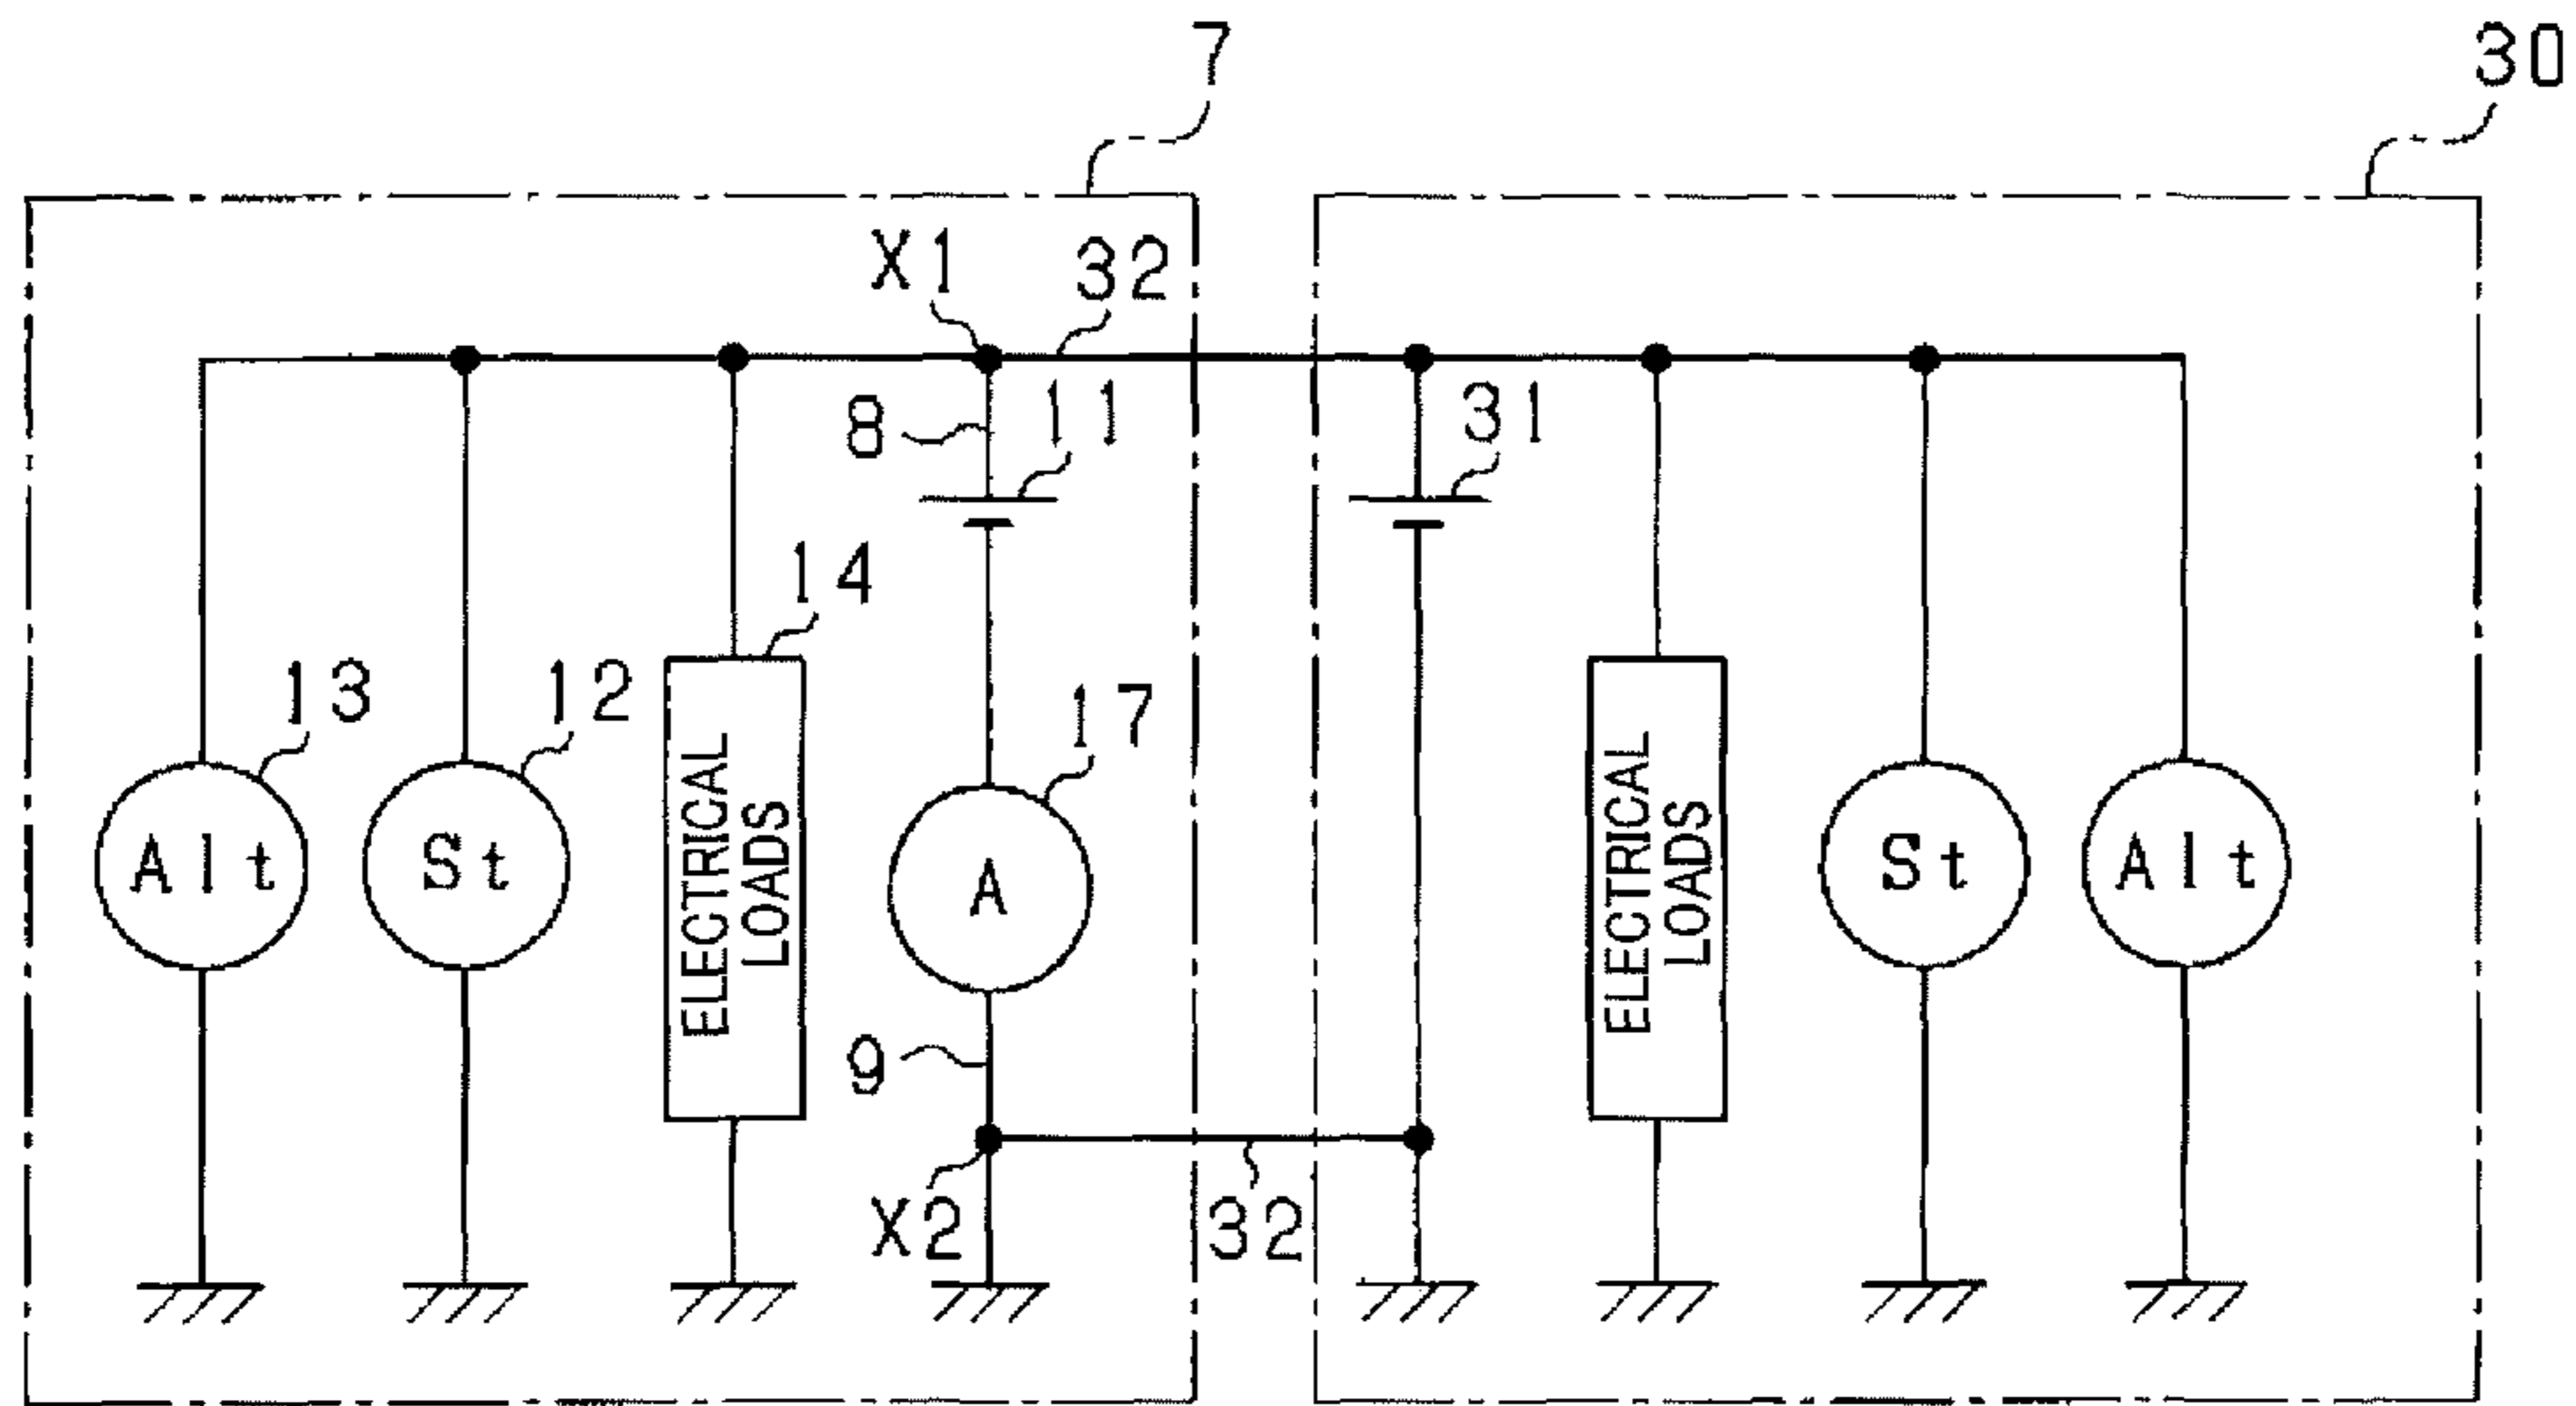 7
30
X1
32
8
11
31
14
13
12
17
ELECTRICAL
LOADS
ELECTRICAL
LOADS
Alt
St
A
St
Alt
9
X2
32